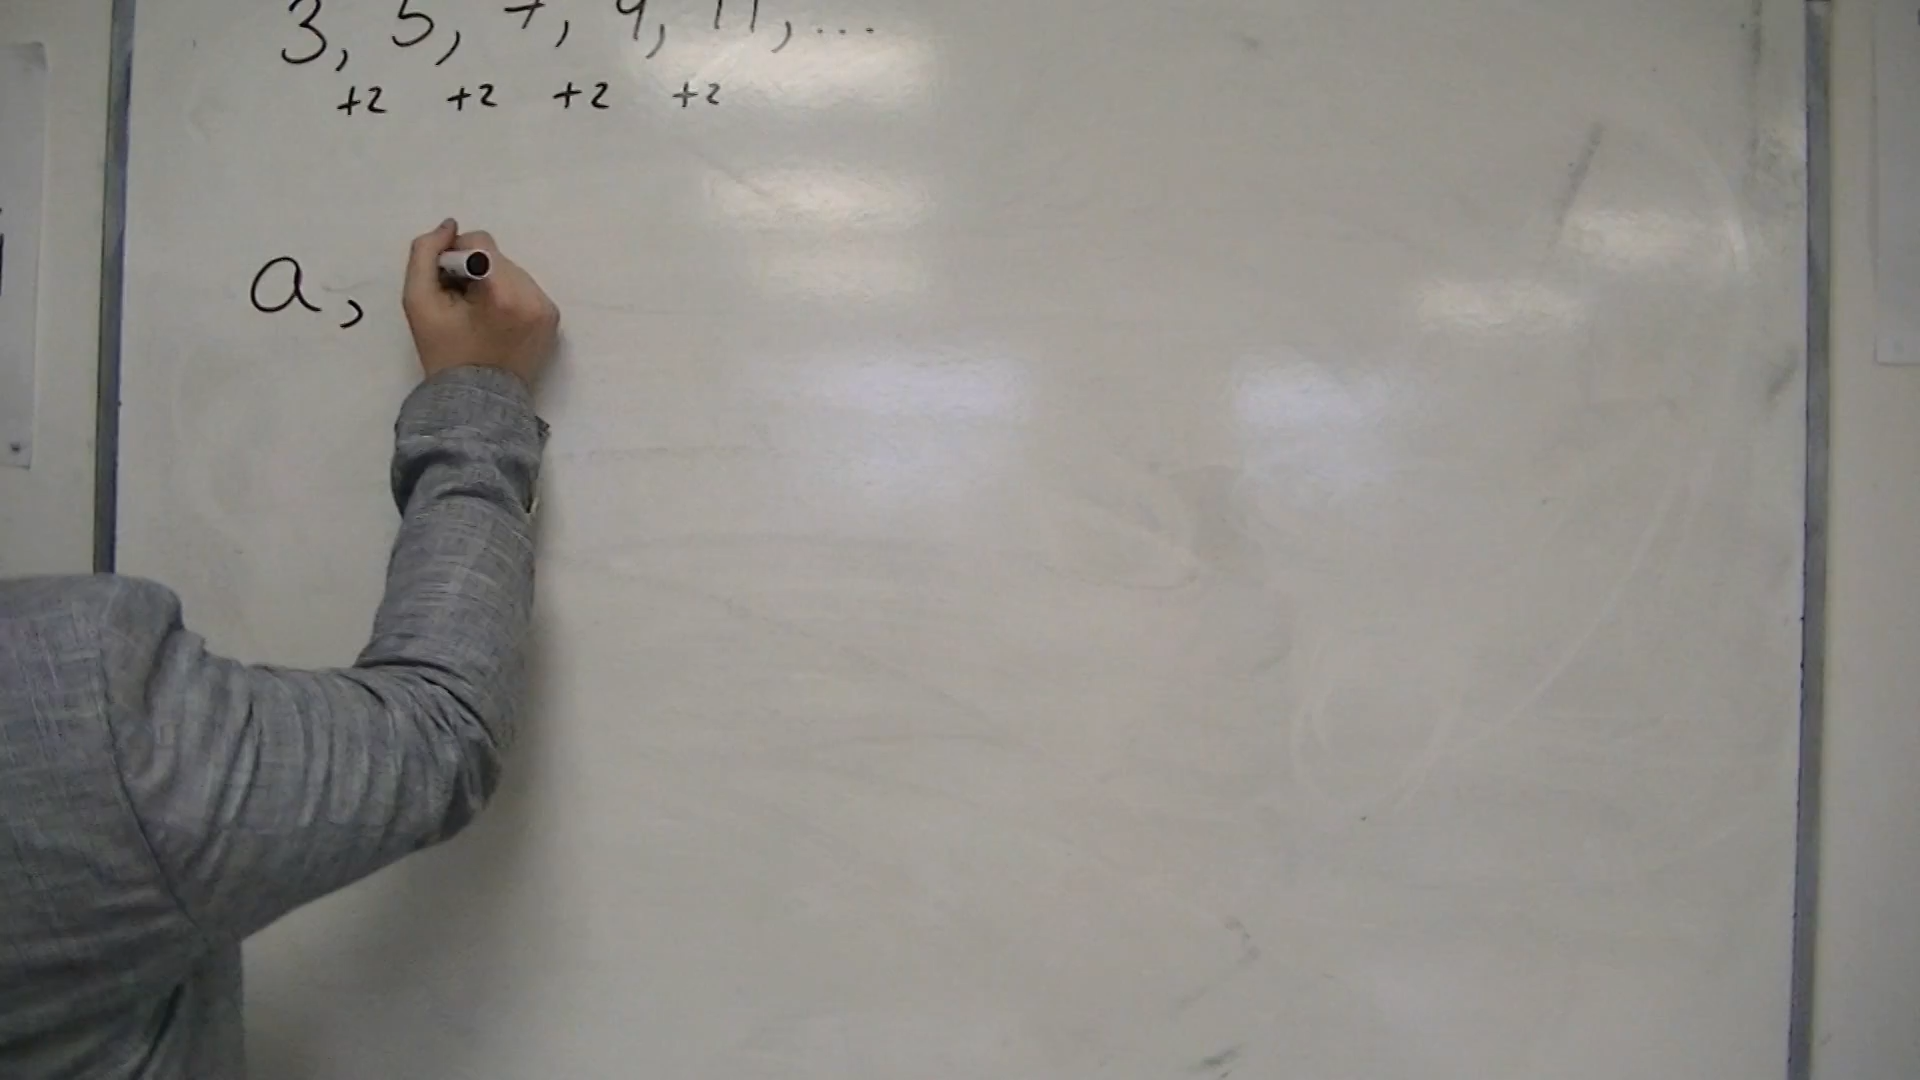 3, 5, 7, 9, 11, ...
+2 +2 +2 +2
a,